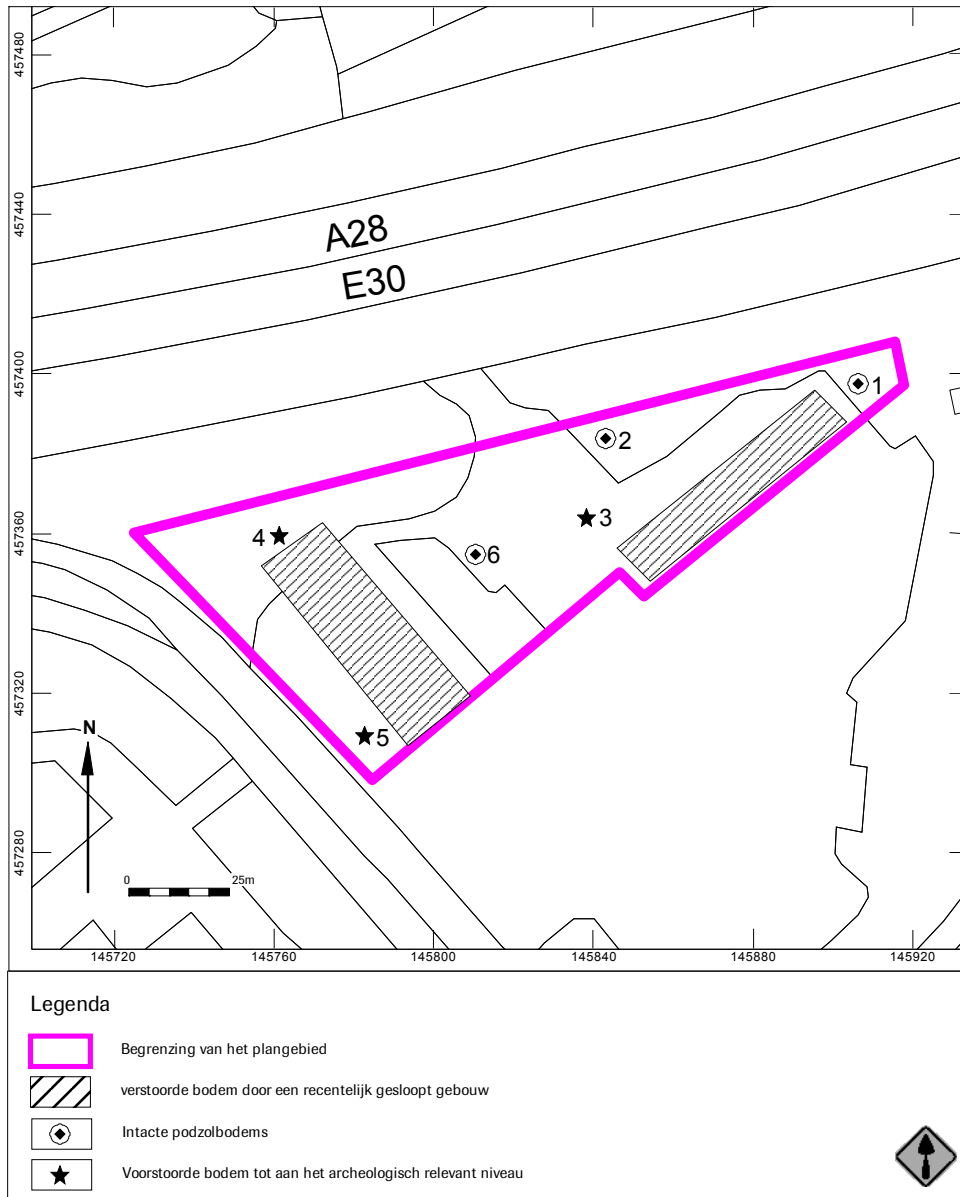 457480
457440
457400
457360
457320
457280
A28
E30
1
2
3
4
6
5
N
0 25m
145720 145760 145800 145840 145880 145920
Legenda
Begrenzing van het plangebied
verstoorde bodem door een recentelijk gesloopt gebouw
Intacte podzolbodems
Voorstoorde bodem tot aan het archeologisch relevant niveau